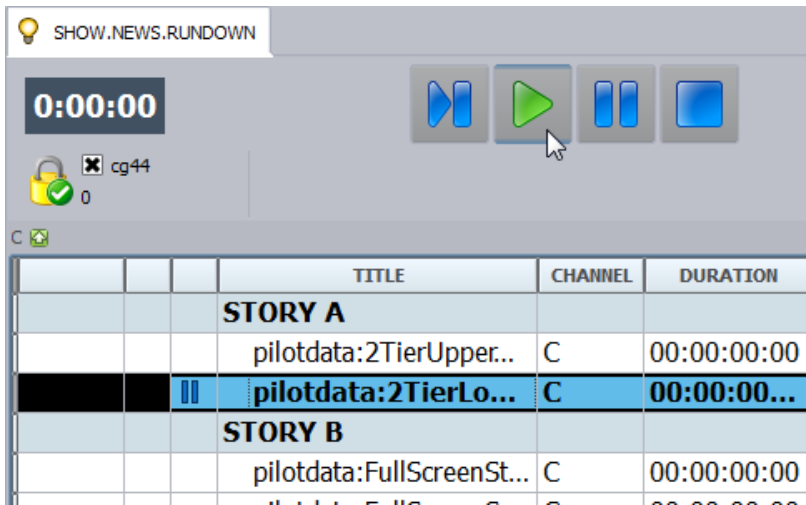 SHOW.NEWS.RUNDOWN
0:00:00
cg44
0
C
TITLE CHANNEL DURATION
STORY A
pilotdata:2TierUpper... C 00:00:00:00
pilotdata:2TierLo... C 00:00:00...
STORY B
pilotdata:FullScreenSt... C 00:00:00:00